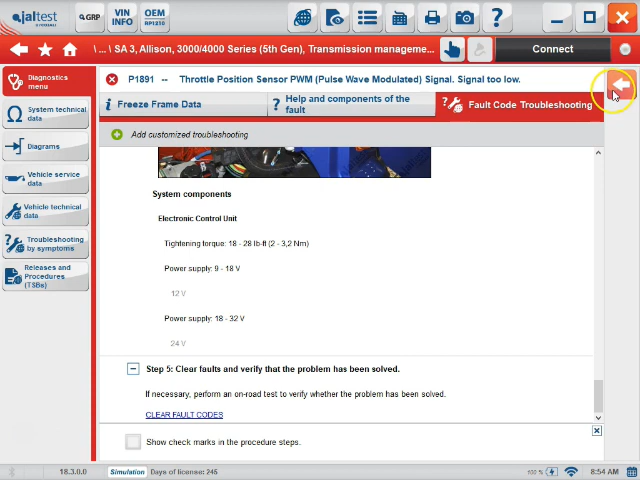 jaltest
GRP
VIN
INFO
OEM
RP1210
\ ... \ SA 3, Allison, 3000/4000 Series (5th Gen), Transmission manageme...
Connect
Diagnostics
menu
System technical
data
Diagrams
Vehicle service
data
Vehicle technical
data
Troubleshooting
by symptoms
Releases and
Procedures
(TSBs)
P1891 -- Throttle Position Sensor PWM (Pulse Wave Modulated) Signal. Signal too low.
Freeze Frame Data
Help and components of the
fault
Fault Code Troubleshooting
Add customized troubleshooting
System components
Electronic Control Unit
Tightening torque: 18 - 28 lb-ft (2 - 3,2 Nm)
Power supply: 9 - 18 V
12 V
Power supply: 18 - 32 V
24 V
Step 5: Clear faults and verify that the problem has been solved.
If necessary, perform an on-road test to verify whether the problem has been solved.
CLEAR FAULT CODES
Show check marks in the procedure steps.
18.3.0.0 Simulation Days of license: 245
100 %
8:54 AM